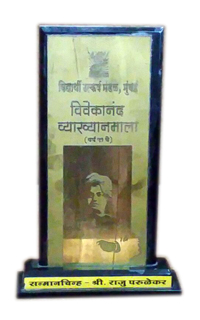 विद्यार्थी उत्कर्ष मंडळ, मुंबई
विवेकानंद
व्याख्यानमाला
सन्मानचिन्ह - श्री. राजु परुळेकर